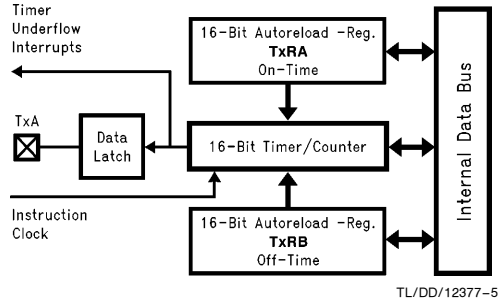 Timer
Underflow
Interrupts
16-Bit Autoreload -Reg.
TxRA
On-Time
TxA
Data
Latch
16-Bit Timer/Counter
Internal Data Bus
Instruction
Clock
16-Bit Autoreload -Reg.
TxRB
Off-Time
TL/DD/12377-5